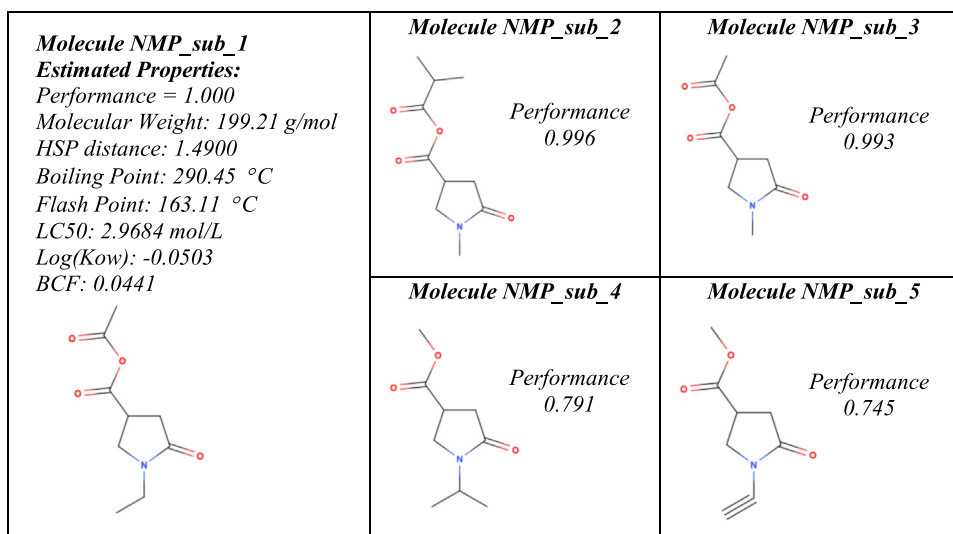 Molecule NMP_sub_1
Estimated Properties:
Performance = 1.000
Molecular Weight: 199.21 g/mol
HSP distance: 1.4900
Boiling Point: 290.45 °C
Flash Point: 163.11 °C
LC50: 2.9684 mol/L
Log(Kow): -0.0503
BCF: 0.0441
o
O
o
N
o
Molecule NMP_sub_2
o
O
o
N
o
Performance
0.996
Molecule NMP_sub_3
o
O
o
N
o
Performance
0.993
Molecule NMP_sub_4
o
o
N
o
Performance
0.791
Molecule NMP_sub_5
o
o
N
o
Performance
0.745